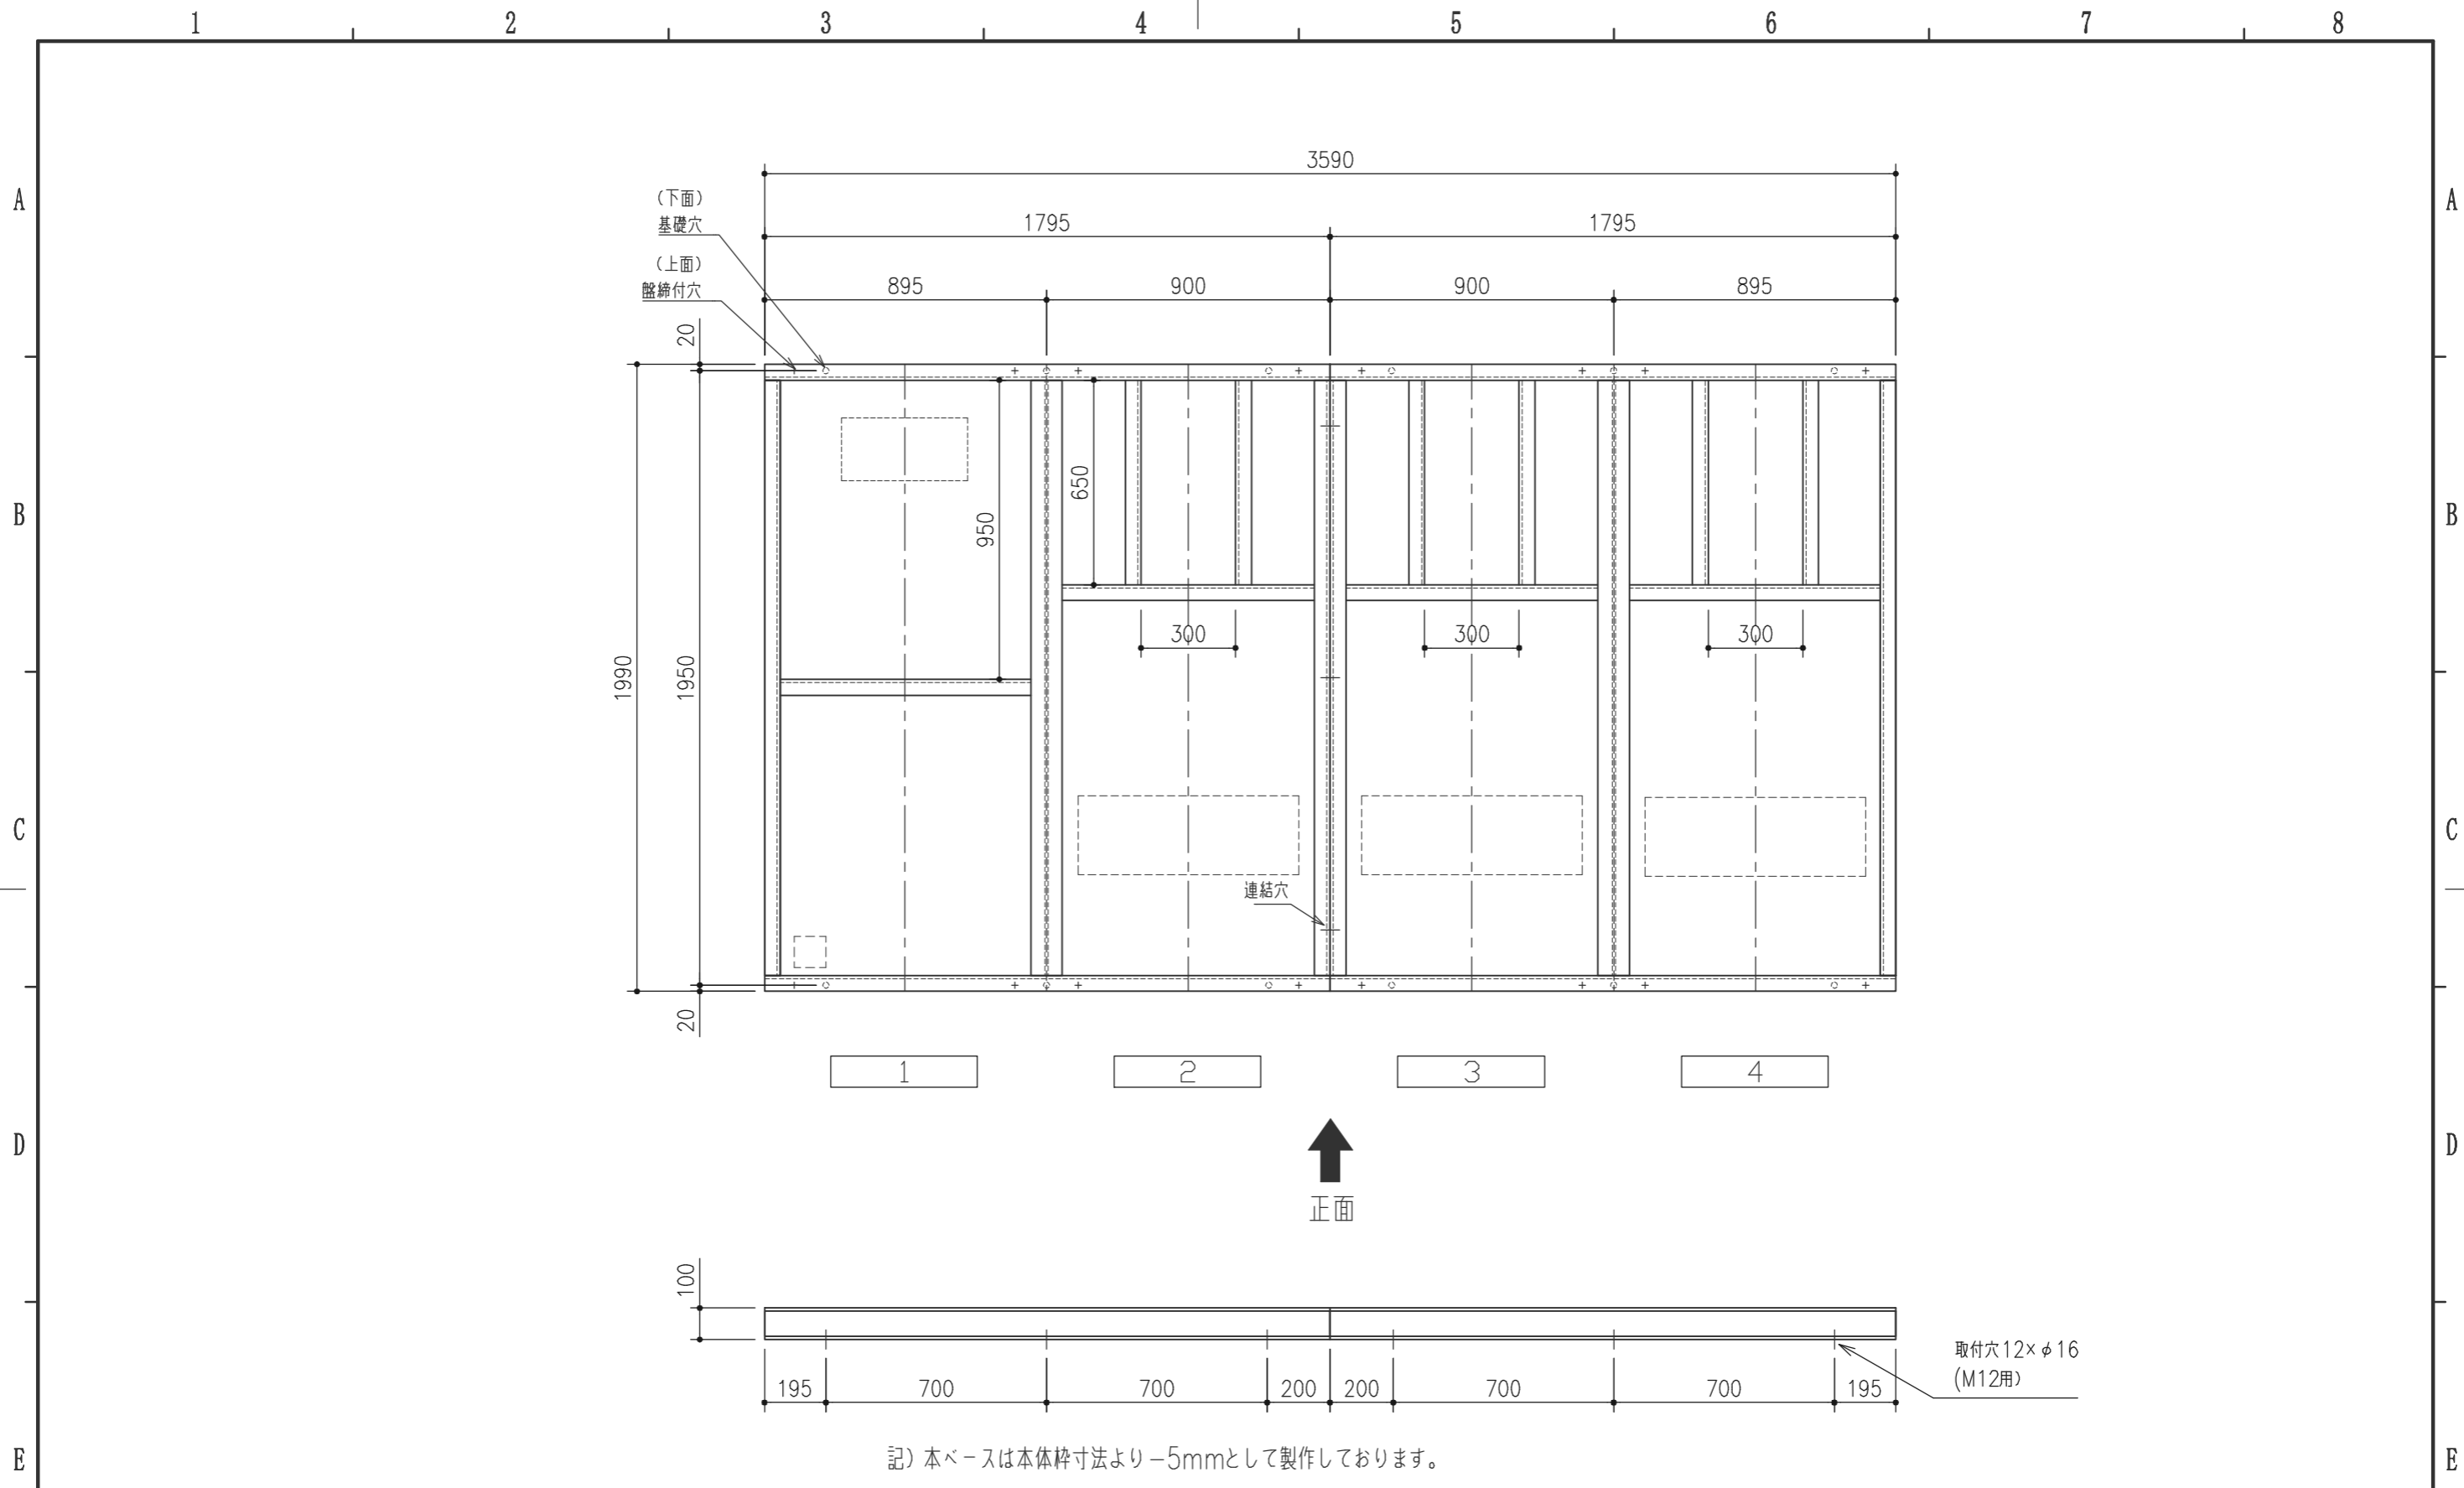 1 2 3 4 5 6 7 8
3590
(下面)
基礎穴
1795 1795
(上面)
盤締付穴
895 900 900 895
A A
20
B B
950
650
300 300 300
1990
1950
C C
連結穴
20
1 2 3 4
D D
正面
100
取付穴12×φ16
(M12用)
195 700 700 200 200 700 700 195
記) 本ベースは本体枠寸法より-5mmとして製作しております。
E E